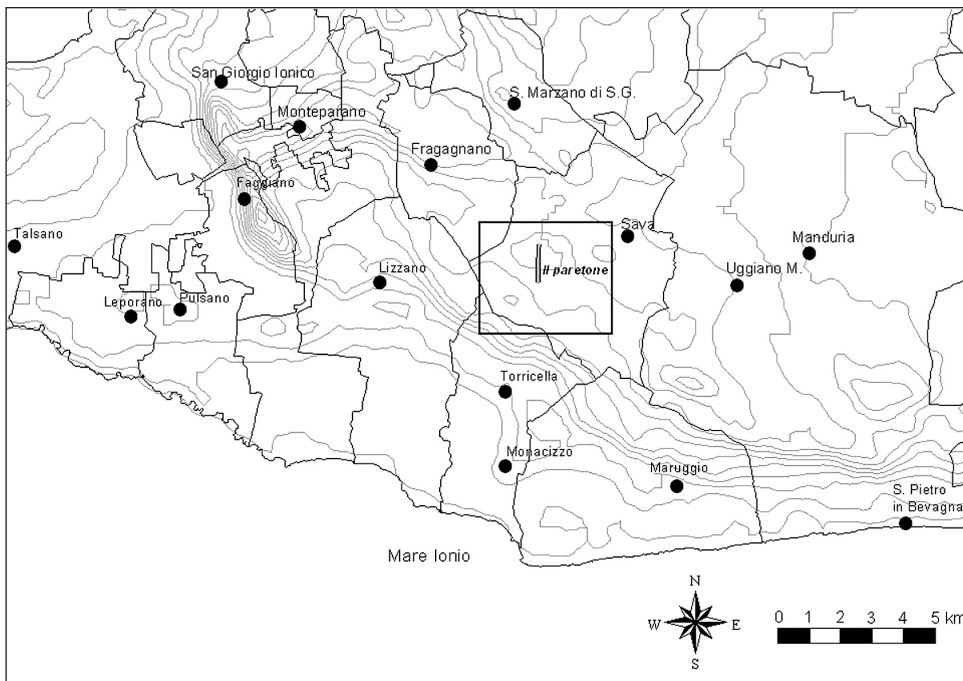 San Giorgio Ionico
S. Marzano di S.G.
Monteparano
Fragagnano
Faggiano
Talsano
Sava
Manduria
Il paretone
Lizzano
Uggiano M.
Leporano
Pulsano
Torricella
Monacizzo
Maruggio
S. Pietro
in Bevagna
Mare Ionio
N
W
E
S
0 1 2 3 4 5 km